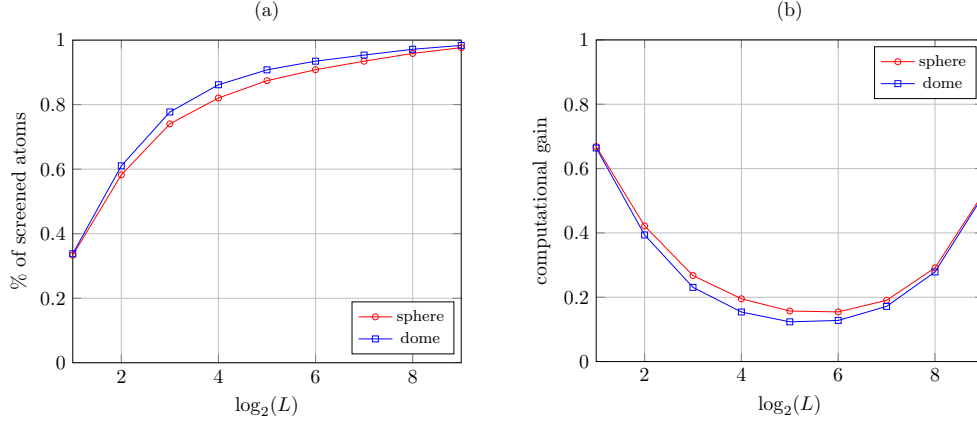 (a)
1
0.8
0.6
0.4
0.2
0
% of screened atoms
2 4 6 8
log₂(L)
sphere
dome
(b)
1
0.8
0.6
0.4
0.2
0
computational gain
2 4 6 8
log₂(L)
sphere
dome